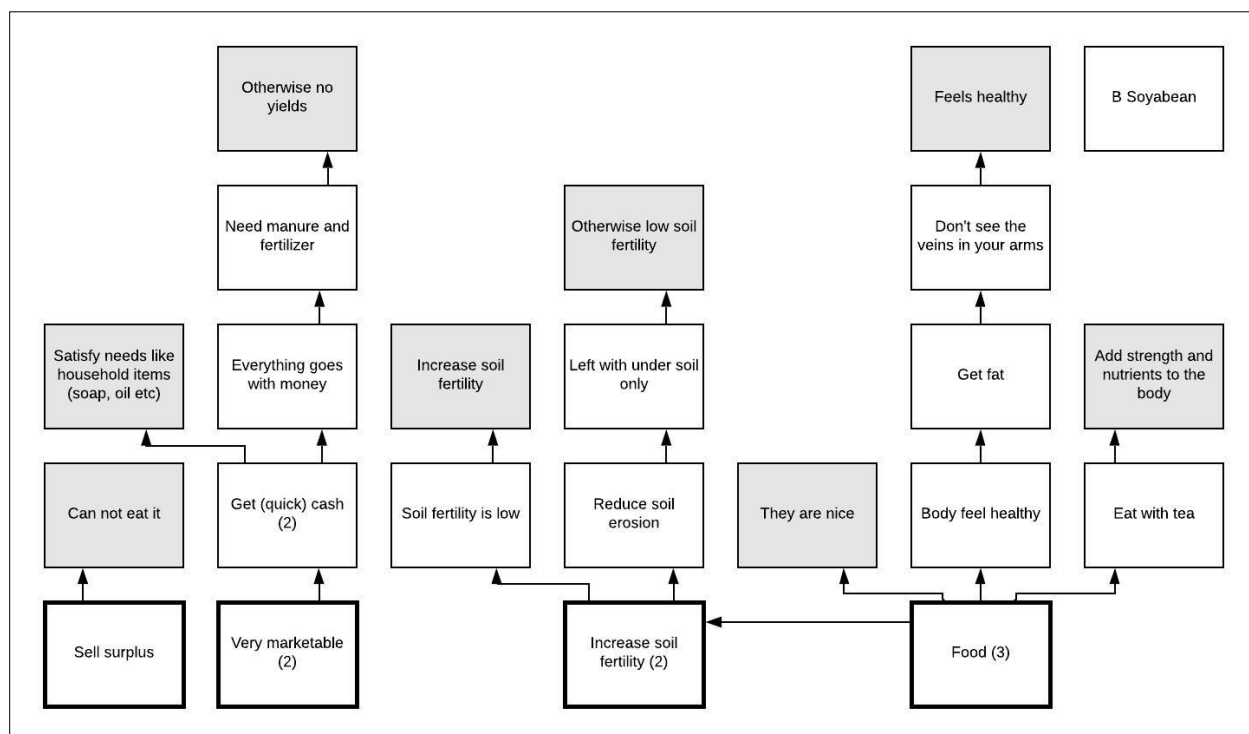 Otherwise no
yields
Feels healthy
B Soyabean
Need manure and
fertilizer
Otherwise low soil
fertility
Don't see the
veins in your arms
Satisfy needs like
household items
(soap, oil etc)
Everything goes
with money
Increase soil
fertility
Left with under soil
only
Get fat
Add strength and
nutrients to the
body
Can not eat it
Get (quick) cash
(2)
Soil fertility is low
Reduce soil
erosion
They are nice
Body feel healthy
Eat with tea
Sell surplus
Very marketable
(2)
Increase soil
fertility (2)
Food (3)